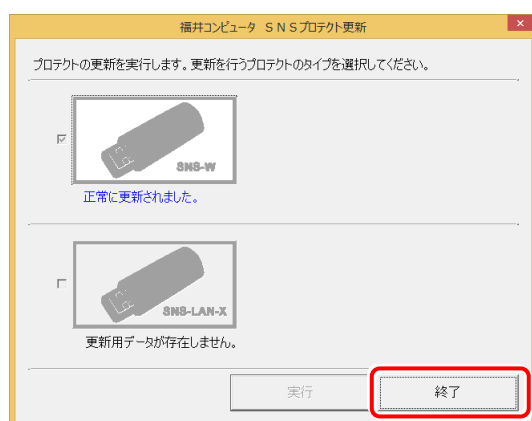 福井コンピュータ SNSプロテクト更新
プロテクトの更新を実行します。更新を行うプロテクトのタイプを選択してください。
SNS-W
正常に更新されました。
SNS-LAN-X
更新用データが存在しません。
実行
終了